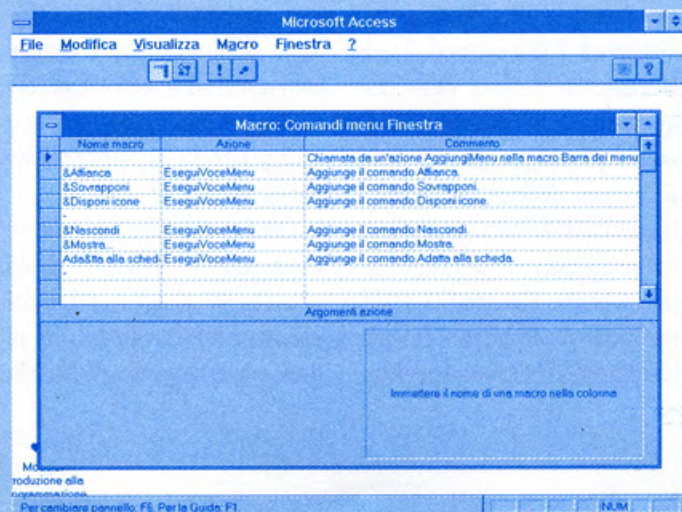 Microsoft Access
File Modifica Visualizza Macro Finestra ?
Macro: Comandi menu Finestra
Nome macro Azione Commento
Chiamata da un'azione AggiungiMenu nella macro Barra dei menu
&Affianca EseguiVoceMenu Aggiunge il comando Affianca.
&Sovrapponi EseguiVoceMenu Aggiunge il comando Sovrapponi.
&Disponi icone EseguiVoceMenu Aggiunge il comando Disponi icone.
-
&Nascondi EseguiVoceMenu Aggiunge il comando Nascondi.
&Mostra... EseguiVoceMenu Aggiunge il comando Mostra.
Ada&tta alla sched EseguiVoceMenu Aggiunge il comando Adatta alla scheda.
-
Argomenti azione
Immettere il nome di una macro nella colonna
roduzione alla
Per cambiare pannello: F6. Per la Guida: F1. NUM